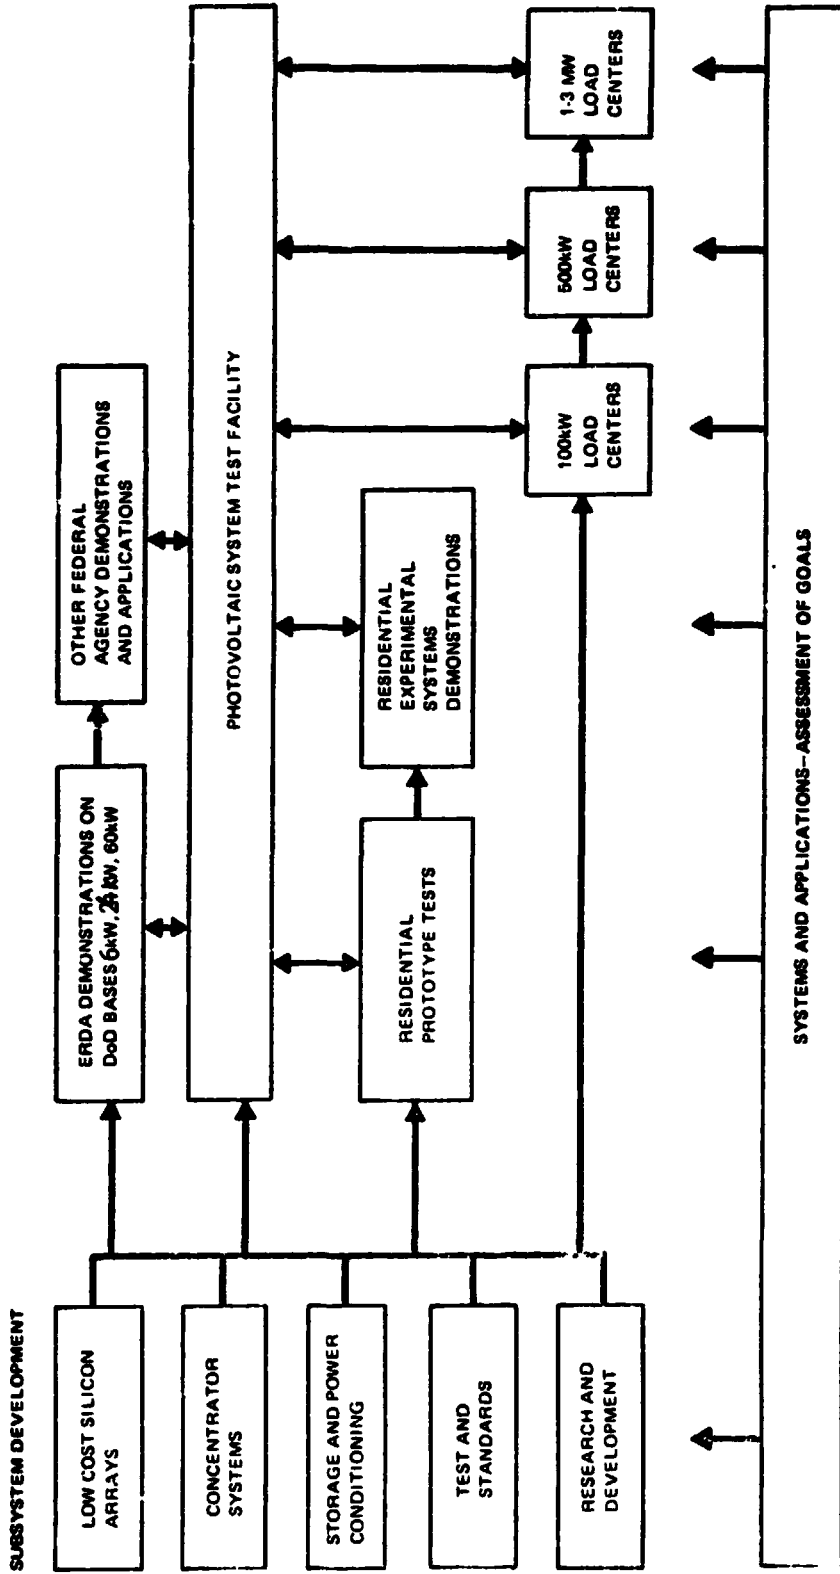 SUBSYSTEM DEVELOPMENT
LOW COST SILICON
ARRAYS
CONCENTRATOR
SYSTEMS
STORAGE AND POWER
CONDITIONING
TEST AND
STANDARDS
RESEARCH AND
DEVELOPMENT
ERDA DEMONSTRATIONS ON
DoD BASES 6kW, kW, 60kW
OTHER FEDERAL
AGENCY DEMONSTRATIONS
AND APPLICATIONS
PHOTOVOLTAIC SYSTEM TEST FACILITY
RESIDENTIAL
PROTOTYPE TESTS
RESIDENTIAL
EXPERIMENTAL
SYSTEMS
DEMONSTRATIONS
100kW
LOAD
CENTERS
500kW
LOAD
CENTERS
1-3 MW
LOAD
CENTERS
SYSTEMS AND APPLICATIONS–ASSESSMENT OF GOALS